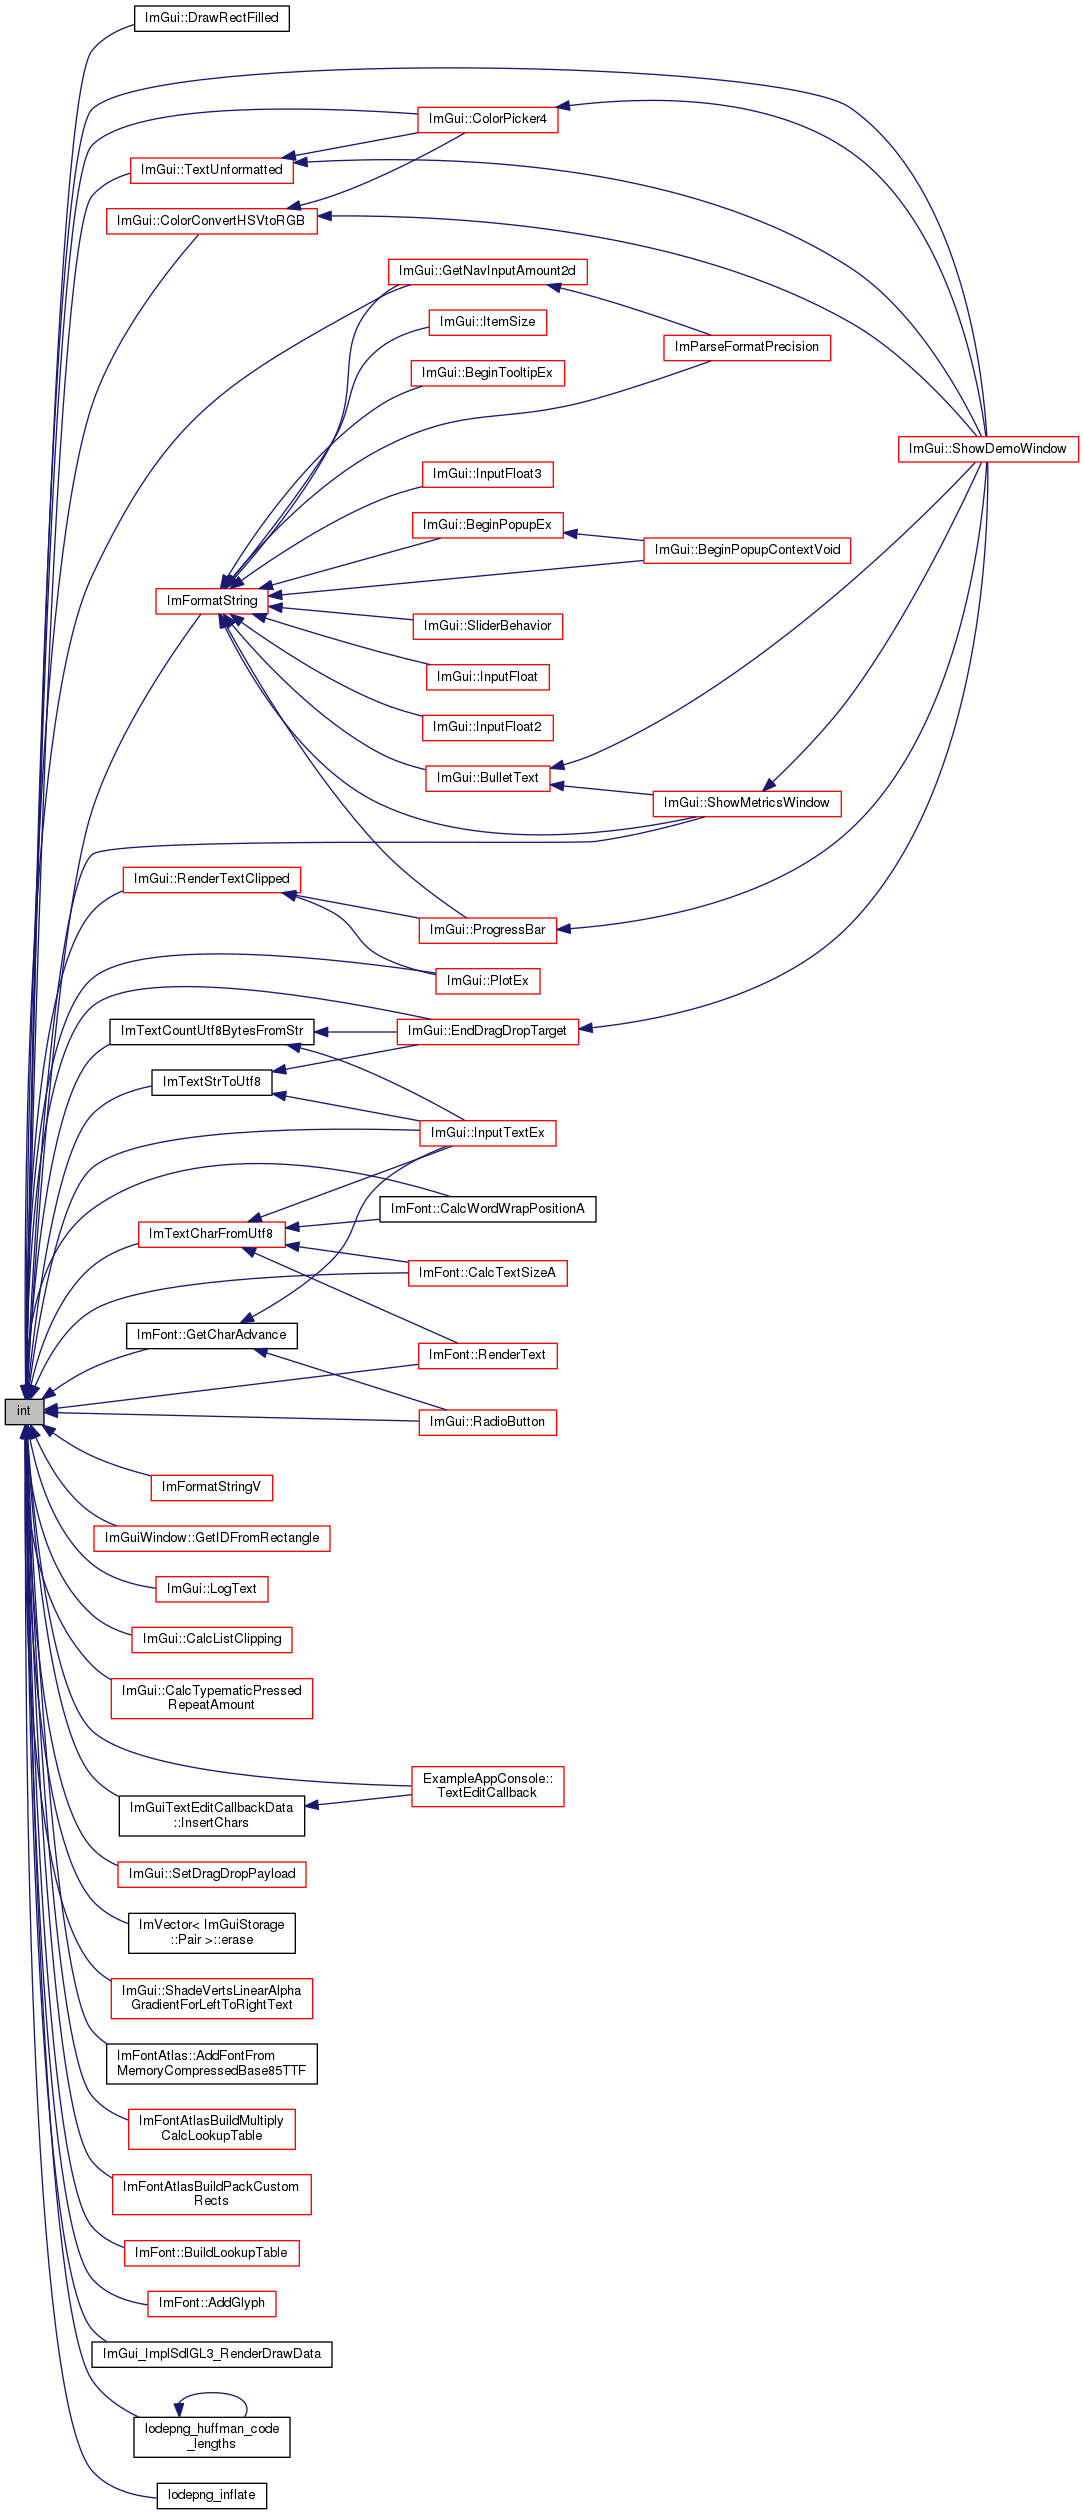 ImGui::DrawRectFilled
ImGui::ColorPicker4
ImGui::TextUnformatted
ImGui::ColorConvertHSVtoRGB
ImGui::GetNavInputAmount2d
ImGui::ItemSize
ImParseFormatPrecision
ImGui::BeginTooltipEx
ImGui::ShowDemoWindow
ImGui::InputFloat3
ImGui::BeginPopupEx
ImGui::BeginPopupContextVoid
ImFormatString
ImGui::SliderBehavior
ImGui::InputFloat
ImGui::InputFloat2
ImGui::BulletText
ImGui::ShowMetricsWindow
ImGui::RenderTextClipped
ImGui::ProgressBar
ImGui::PlotEx
ImTextCountUtf8BytesFromStr
ImGui::EndDragDropTarget
ImTextStrToUtf8
ImGui::InputTextEx
ImFont::CalcWordWrapPositionA
ImTextCharFromUtf8
ImFont::CalcTextSizeA
ImFont::GetCharAdvance
ImFont::RenderText
int
ImGui::RadioButton
ImFormatStringV
ImGuiWindow::GetIDFromRectangle
ImGui::LogText
ImGui::CalcListClipping
ImGui::CalcTypematicPressed
RepeatAmount
ExampleAppConsole::
TextEditCallback
ImGuiTextEditCallbackData
::InsertChars
ImGui::SetDragDropPayload
ImVector< ImGuiStorage
::Pair >::erase
ImGui::ShadeVertsLinearAlpha
GradientForLeftToRightText
ImFontAtlas::AddFontFrom
MemoryCompressedBase85TTF
ImFontAtlasBuildMultiply
CalcLookupTable
ImFontAtlasBuildPackCustom
Rects
ImFont::BuildLookupTable
ImFont::AddGlyph
ImGui_ImplSdlGL3_RenderDrawData
lodepng_huffman_code
_lengths
lodepng_inflate